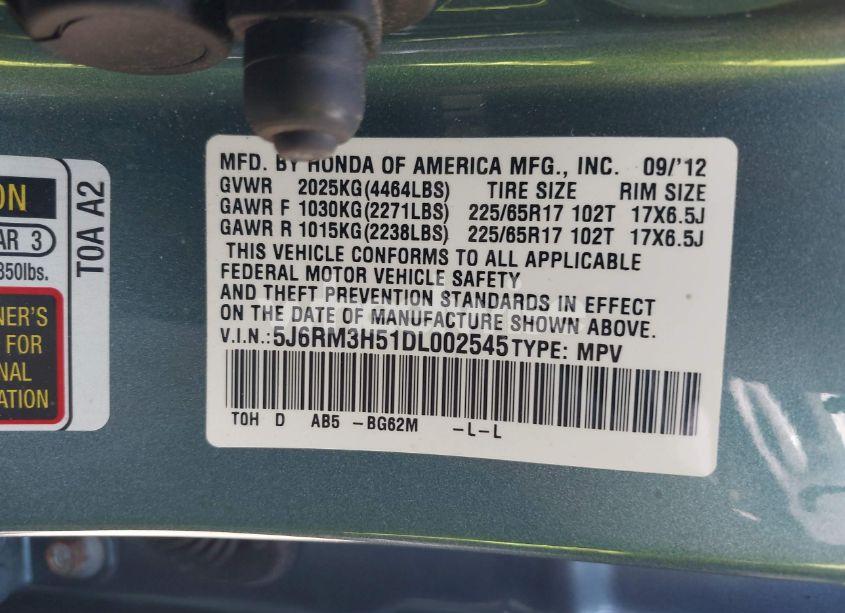 MFD. BY HONDA OF AMERICA MFG., INC. 09/'12
GVWR 2025KG(4464LBS) TIRE SIZE RIM SIZE
GAWR F 1030KG(2271LBS) 225/65R17 102T 17X6.5J
GAWR R 1015KG(2238LBS) 225/65R17 102T 17X6.5J
THIS VEHICLE CONFORMS TO ALL APPLICABLE
FEDERAL MOTOR VEHICLE SAFETY
AND THEFT PREVENTION STANDARDS IN EFFECT
ON THE DATE OF MANUFACTURE SHOWN ABOVE.
V.I.N.:5J6RM3H51DL002545 TYPE: MPV
TOH D AB5 -BG62M -L-L
ON
AR 3
850lbs.
NER'S
FOR
NAL
ATION
TOA A2